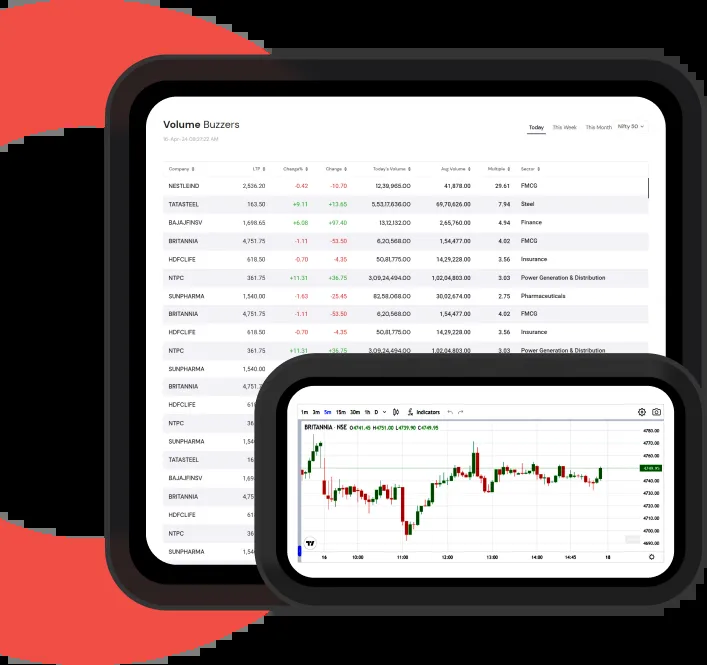 Volume Buzzers
16-Apr-24 08:01:22 AM
Today This Week This Month Nifty 50
Company LTP Change% Change Today's Volume Avg Volume Multiple Sector
NESTLEIND 2,536.20 -0.42 -10.70 12,39,965.00 41,878.00 29.61 FMCG
TATASTEEL 163.50 +9.11 +13.65 5,53,17,636.00 69,70,626.00 7.94 Steel
BAJAJFINSV 1,698.65 +6.08 +97.40 13,12,132.00 2,65,760.00 4.94 Finance
BRITANNIA 4,751.75 -1.11 -53.50 6,20,568.00 1,54,477.00 4.02 FMCG
HDFCLIFE 618.50 -0.70 -4.35 50,81,775.00 14,29,228.00 3.56 Insurance
NTPC 361.75 +11.31 +36.75 3,09,24,494.00 1,02,04,803.00 3.03 Power Generation & Distribution
SUNPHARMA 1,540.00 -1.63 -25.45 82,58,068.00 30,02,674.00 2.75 Pharmaceuticals
BRITANNIA 4,751.75 -1.11 -53.50 6,20,568.00 1,54,477.00 4.02 FMCG
HDFCLIFE 618.50 -0.70 -4.35 50,81,775.00 14,29,228.00 3.56 Insurance
NTPC 361.75 +11.31 +36.75 3,09,24,494.00 1,02,04,803.00 3.03 Power Generation & Distribution
SUNPHARMA 1,540.00
BRITANNIA 4,751.7
HDFCLIFE 61
NTPC 36
SUNPHARMA 1,54
TATASTEEL 16
BAJAJFINSV 1,69
BRITANNIA 4,75
HDFCLIFE 61
NTPC 36
SUNPHARMA 1,54
1m 3m 5m 15m 30m 1h D Indicators
BRITANNIA · NSE O4741.45 H4751.00 L4739.90 C4749.95
4780.00
4770.00
4760.00
4749.95
4740.00
4730.00
4720.00
4710.00
4700.00
4690.00
16 10:00 11:00 12:00 13:00 14:00 14:45 18